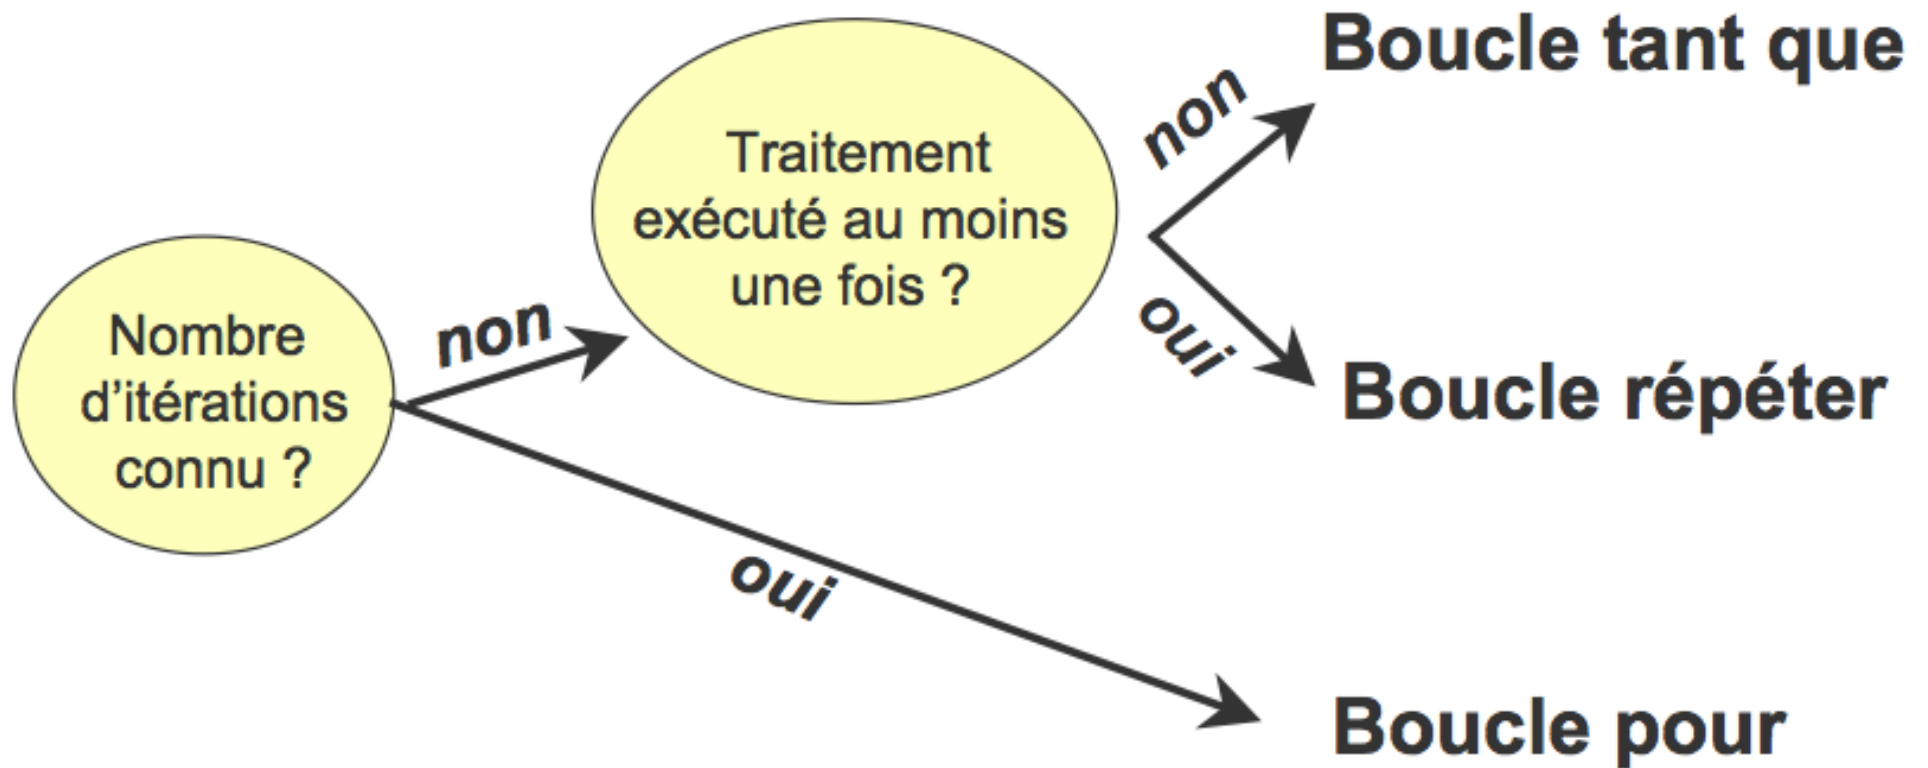 Nombre
d'itérations
connu ?
non
Traitement
exécuté au moins
une fois ?
non
Boucle tant que
oui
Boucle répéter
oui
Boucle pour